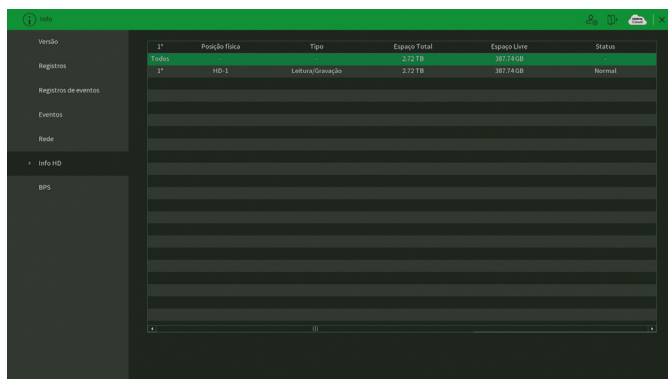 Info
Versão
Registros
Registros de eventos
Eventos
Rede
Info HD
BPS
1* Posição física Tipo Espaço Total Espaço Livre Status
Todos - - 2.72 TB 387.74 GB -
1* HD-1 Leitura/Gravação 2.72 TB 387.74 GB Normal